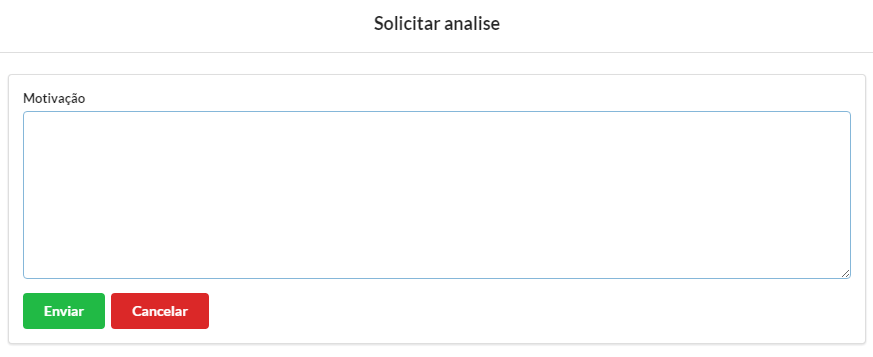 Solicitar analise
Motivação
Enviar
Cancelar